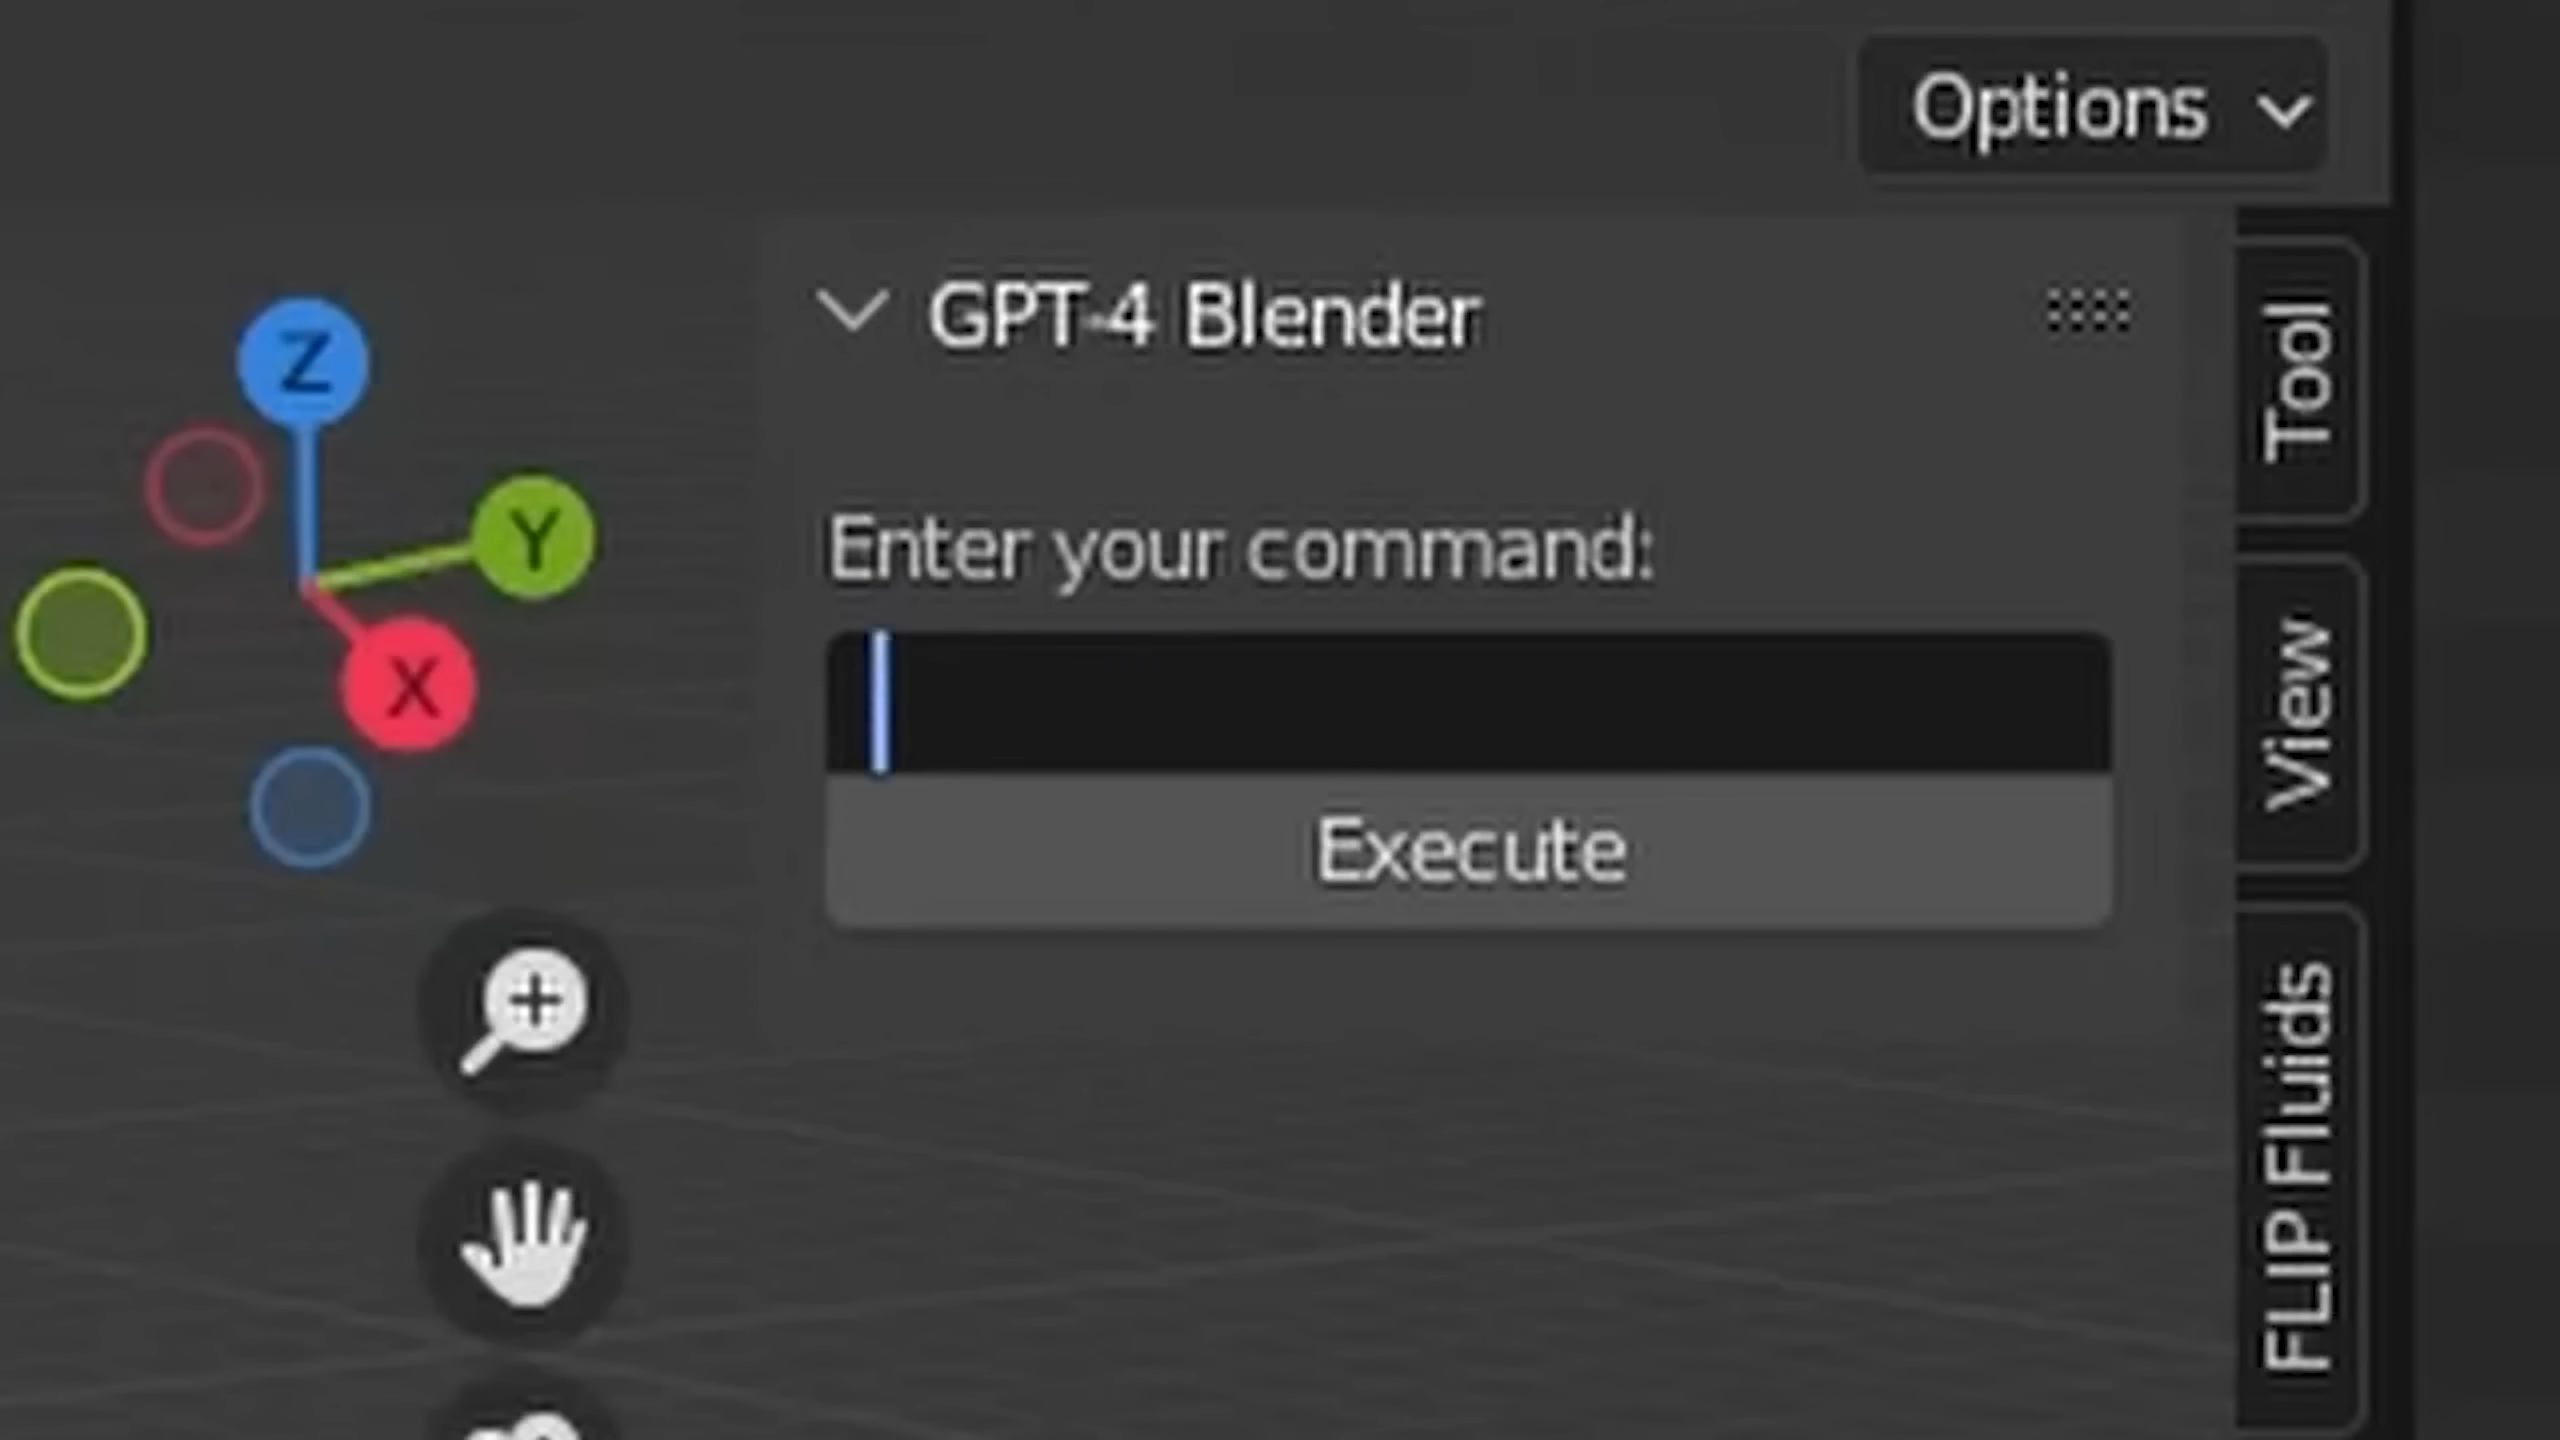 Options
GPT-4 Blender
Enter your command:
Execute
Z
Y
X
Tool
View
FLIP Fluids